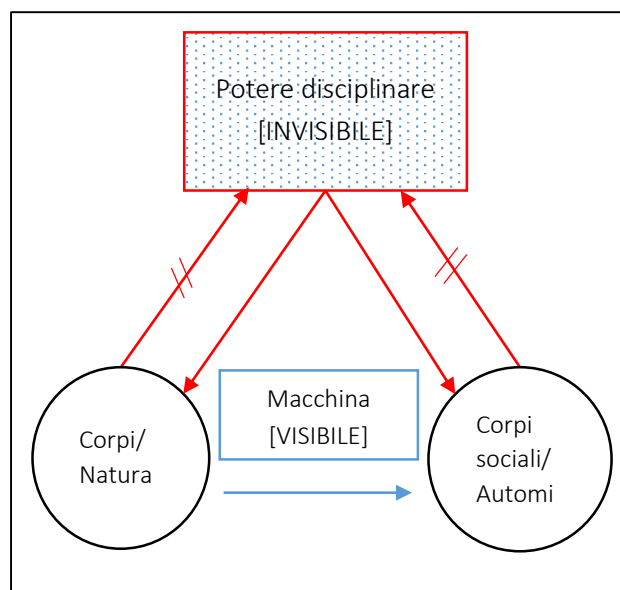 Potere disciplinare
[INVISIBILE]
Macchina
[VISIBILE]
Corpi/
Natura
Corpi
sociali/
Automi